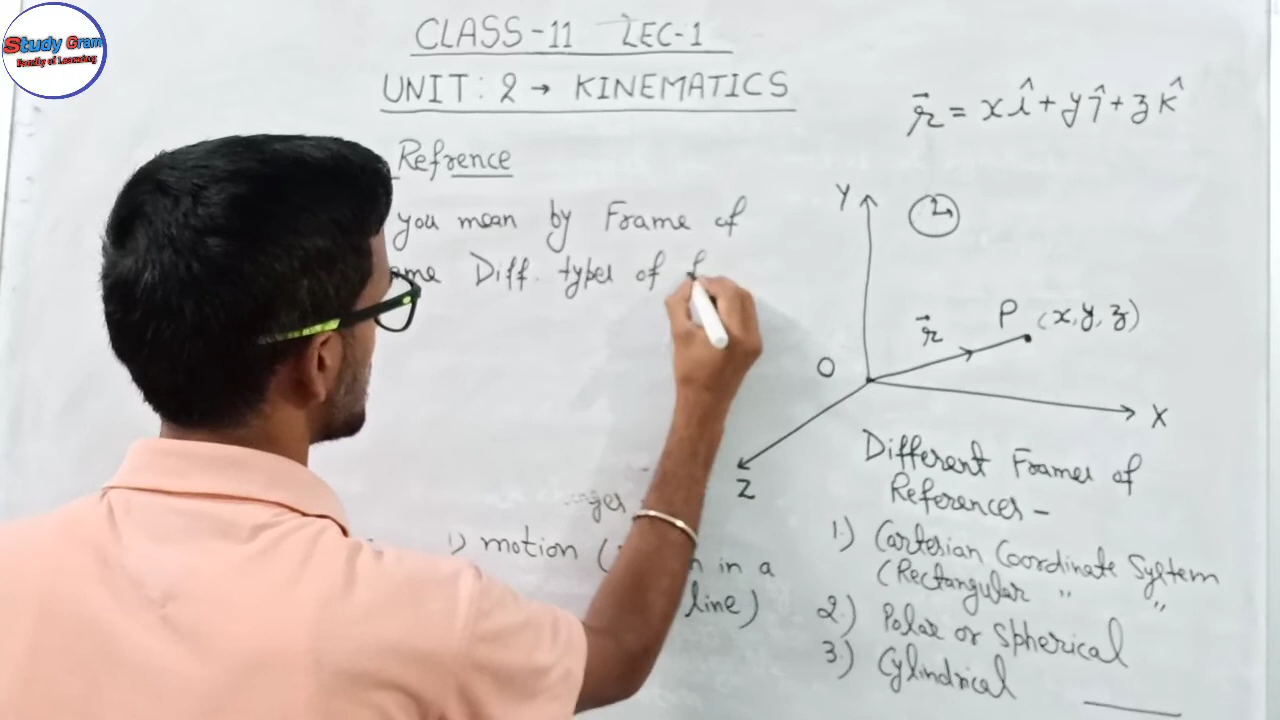 Study Gram
Family of Learning
CLASS-11 LEC-1
UNIT: 2 → KINEMATICS
Refrence
you mean by Frame of
ame Diff. types of f
ges
1) motion (
n in a
line)
r⃗ = x î + y ĵ + z k̂
Y
P (x, y, z)
r⃗
O
X
Z
Different Frames of
References -
1.) Cartesian Coordinate System
(Rectangular " "
2.) Polar or Spherical
3.) Cylindrical